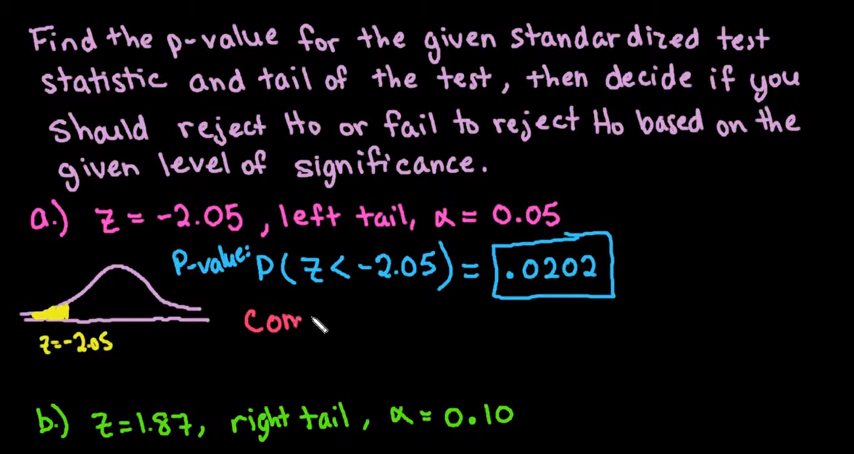 Find the p-value for the given standardized test
statistic and tail of the test, then decide if you
should reject Ho or fail to reject Ho based on the
given level of significance.
a.) z = -2.05, left tail, α = 0.05
P-value: P(Z < -2.05) = .0202
z=-2.05
Com
b.) z=1.87, right tail, α = 0.10